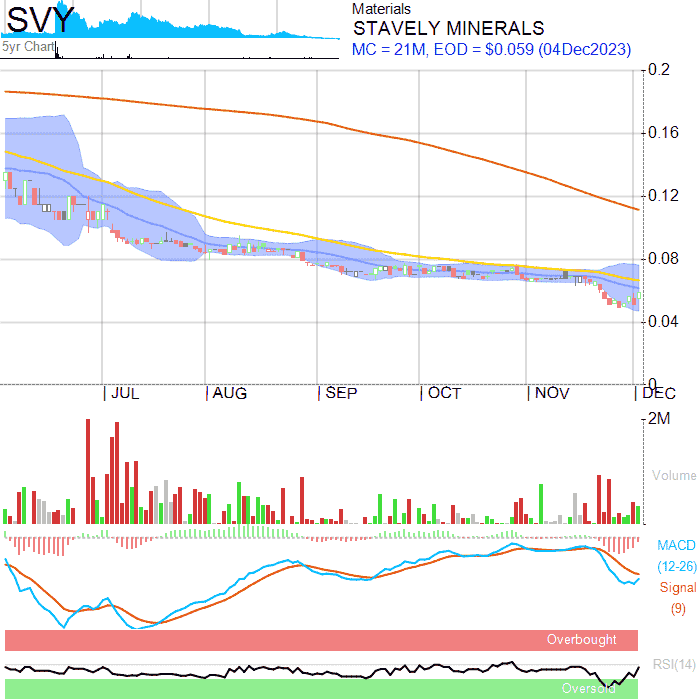 SVY
5yr Chart
Materials
STAVELY MINERALS
MC = 21M, EOD = $0.059 (04Dec2023)
0.2
0.16
0.12
0.08
0.04
0
JUL AUG SEP OCT NOV DEC
2M
Volume
MACD
(12-26)
Signal
(9)
Overbought
RSI(14)
Oversold